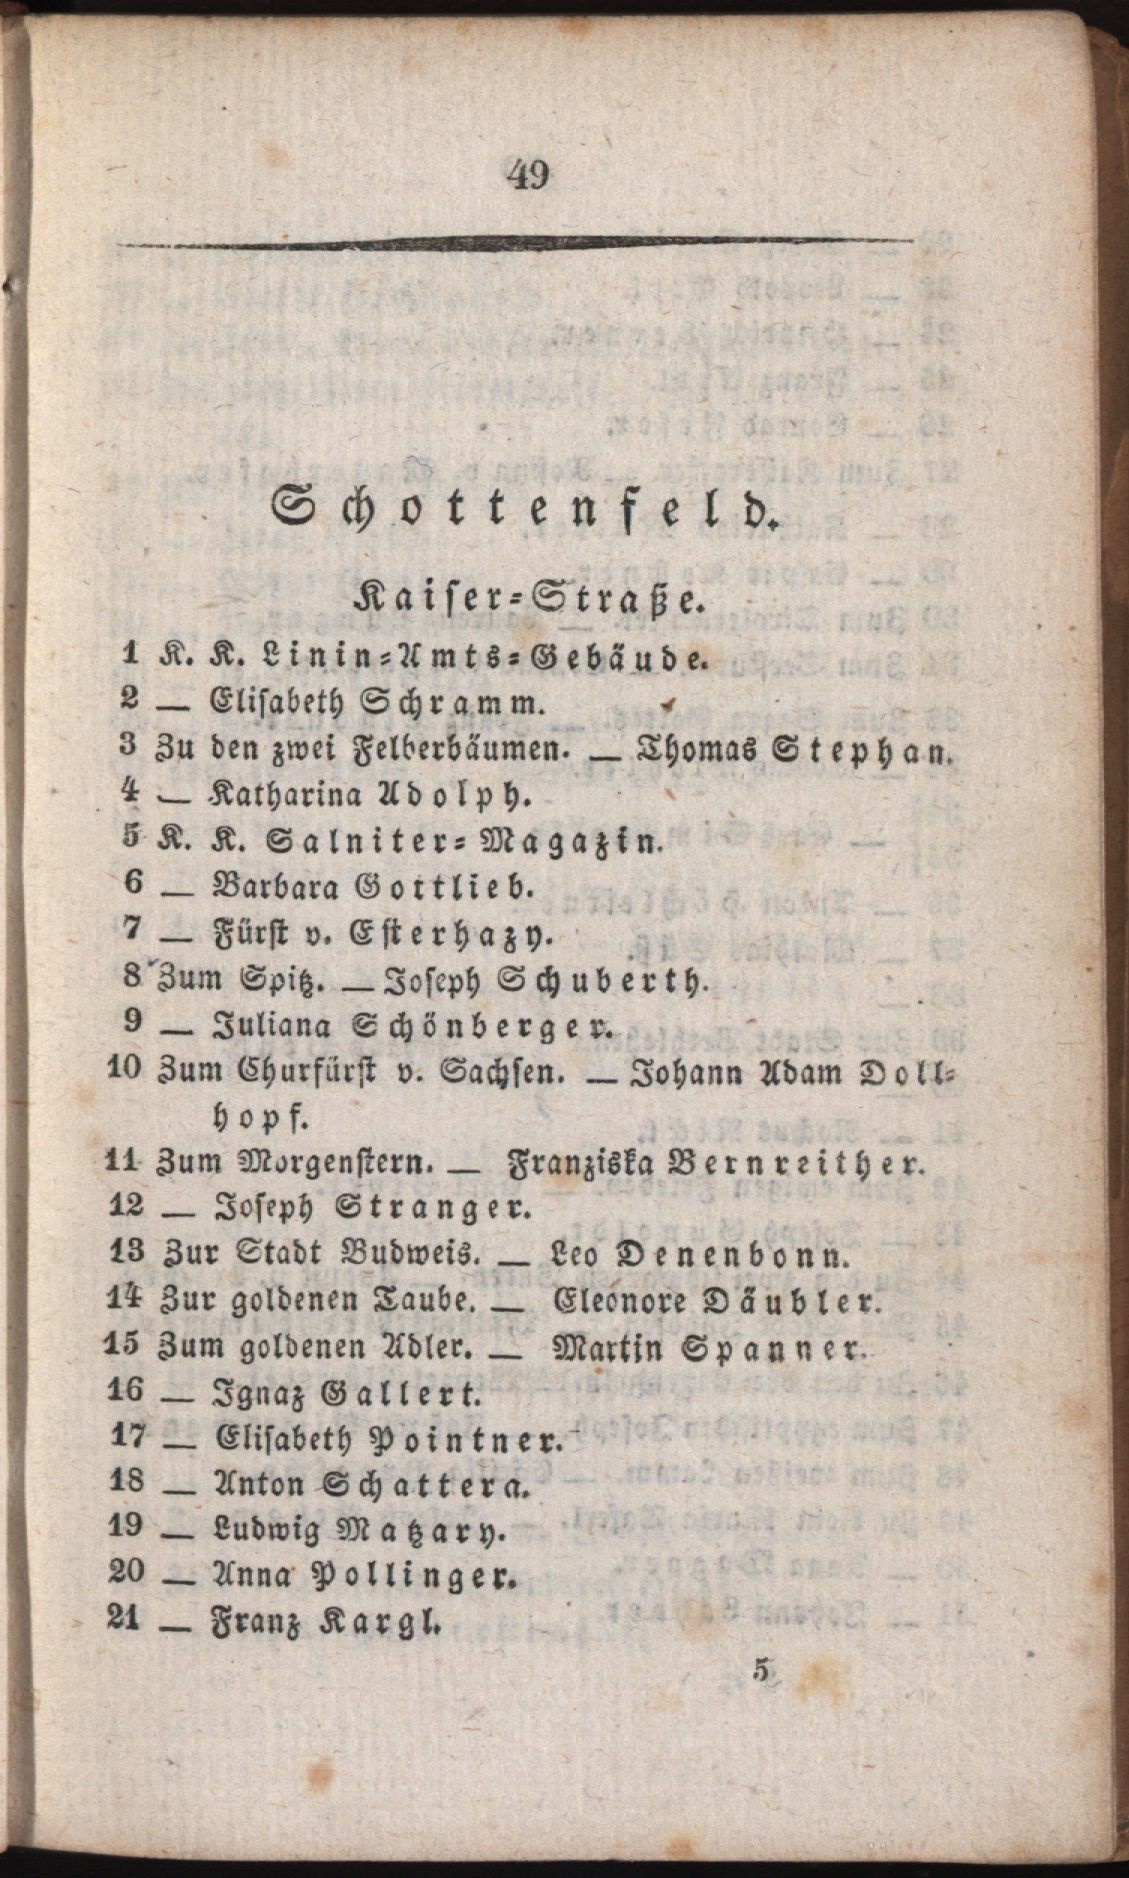 49
Schottenfeld.
Kaiser-Straße.
1 K. K. Linin-Amts-Gebäude.
2 — Elisabeth Schramm.
3 Zu den zwei Felberbäumen. — Thomas Stephan.
4 — Katharina Adolph.
5 K. K. Salniter-Magazin.
6 — Barbara Gottlieb.
7 — Fürst v. Esterhazy.
8 Zum Spitz. — Joseph Schuberth.
9 — Juliana Schönberger.
10 Zum Churfürst v. Sachsen. — Johann Adam Doll-
hopf.
11 Zum Morgenstern. — Franziska Bernreither.
12 — Joseph Stranger.
13 Zur Stadt Budweis. — Leo Denenbonn.
14 Zur goldenen Taube. — Eleonore Däubler.
15 Zum goldenen Adler. — Martin Spanner.
16 — Ignaz Gallert.
17 — Elisabeth Pointner.
18 — Anton Schattera.
19 — Ludwig Matzary.
20 — Anna Pollinger.
21 — Franz Kargl.
5